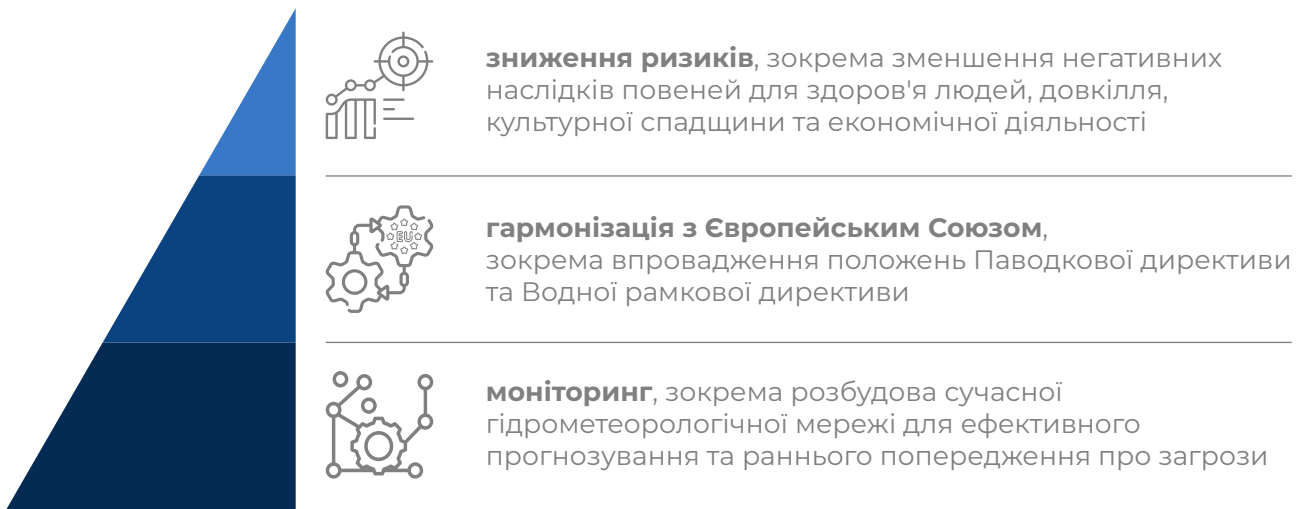 зниження ризиків, зокрема зменшення негативних
наслідків повеней для здоров'я людей, довкілля,
культурної спадщини та економічної діяльності
EU
гармонізація з Європейським Союзом,
зокрема впровадження положень Паводкової директиви
та Водної рамкової директиви
моніторинг, зокрема розбудова сучасної
гідрометеорологічної мережі для ефективного
прогнозування та раннього попередження про загрози